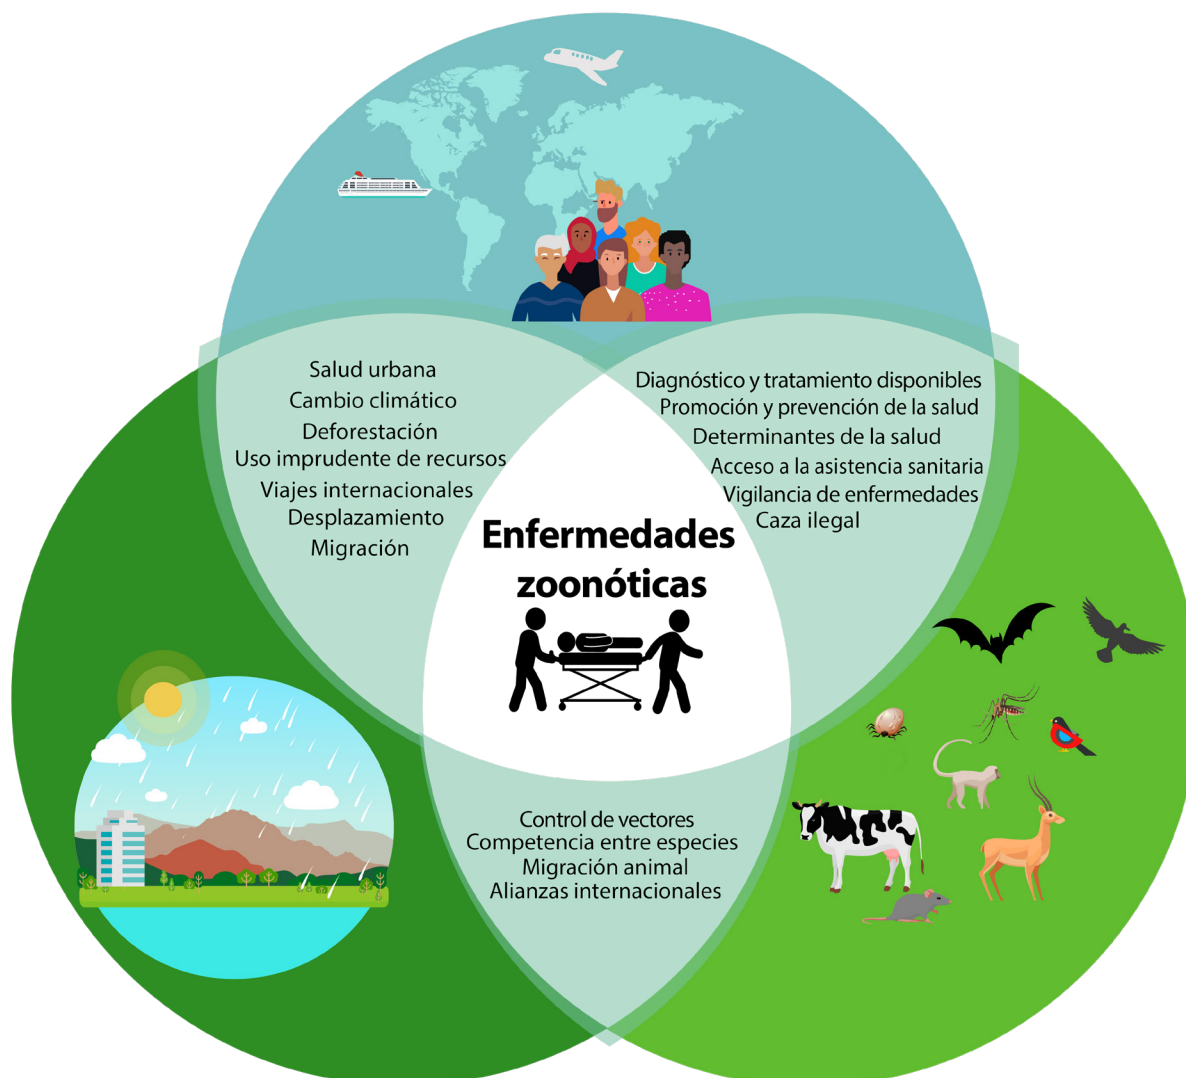 Salud urbana
Cambio climático
Deforestación
Uso imprudente de recursos
Viajes internacionales
Desplazamiento
Migración
Diagnóstico y tratamiento disponibles
Promoción y prevención de la salud
Determinantes de la salud
Acceso a la asistencia sanitaria
Vigilancia de enfermedades
Caza ilegal
Enfermedades
zoonóticas
Control de vectores
Competencia entre especies
Migración animal
Alianzas internacionales